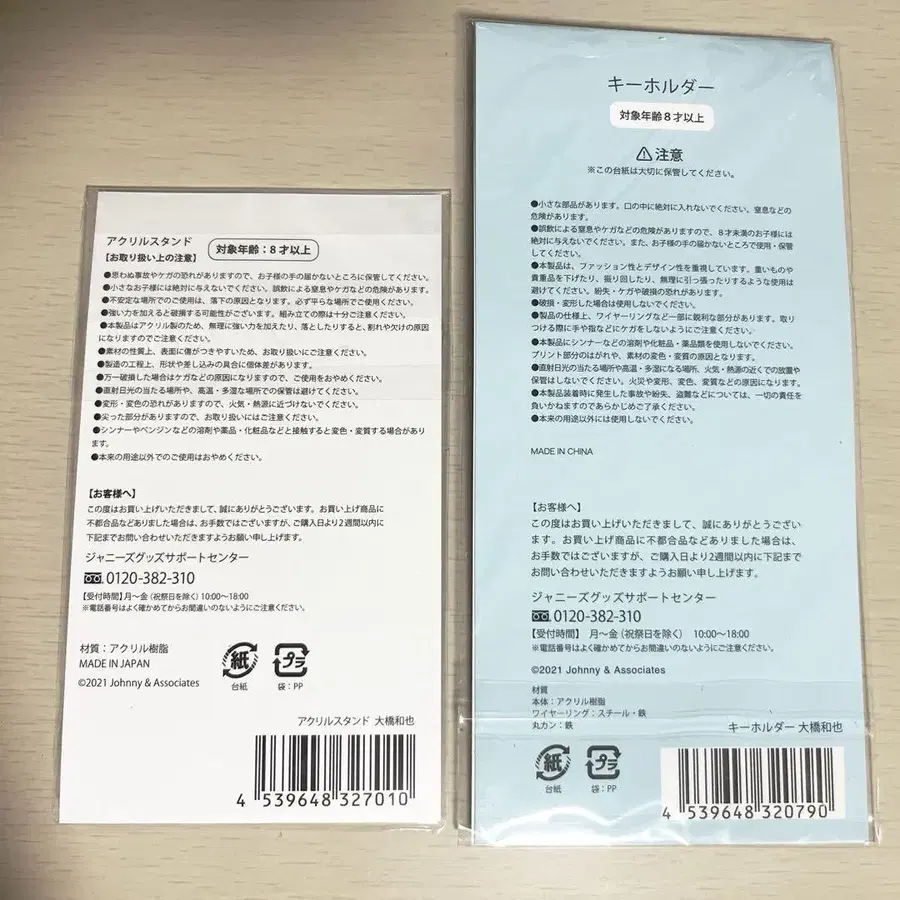 アクリルスタンド
【お取り扱い上の注意】
対象年齢：8才以上
●思わぬ事故やケガの恐れがありますので、お子様の手の届かないところに保管してください。
●小さなお子様には絶対に与えないでください。誤飲による窒息やケガなどの危険があります。
●不安定な場所でのご使用は、落下の原因となります。必ず平らな場所でご使用ください。
●強い力を加えると破損する可能性がございます。組み立ての際は十分ご注意ください。
●本製品はアクリル製のため、無理に強い力を加えたり、落としたりすると、割れや欠けの原因
になりますのでご注意ください。
●素材の性質上、表面に傷がつきやすいため、お取り扱いにご注意ください。
●製造の工程上、形状や差し込みの具合に個体差があります。
●万一破損した場合はケガなどの原因になりますので、ご使用をおやめください。
●直射日光の当たる場所や、高温・多湿な場所での保管は避けてください。
●変形・変色の恐れがありますので、火気・熱源に近づけないでください。
●尖った部分がありますので、お取り扱いにはご注意ください。
●シンナーやベンジンなどの溶剤や薬品・化粧品などと接触すると変色・変質する場合があり
ます。
●本来の用途以外でのご使用はおやめください。
【お客様へ】
この度はお買い上げいただきまして、誠にありがとうございます。お買い上げ商品に
不都合品などありました場合は、お手数ではございますが、ご購入日より2週間以内に
下記までお問い合わせいただきますようお願い申し上げます。
ジャニーズグッズサポートセンター
0120-382-310
【受付時間】月〜金（祝祭日を除く）10:00〜18:00
※電話番号はよく確かめてからお間違いのないようにご注意ください。
材質：アクリル樹脂
MADE IN JAPAN
©2021 Johnny & Associates
紙
台紙
プラ
袋：PP
アクリルスタンド 大橋和也
4 539648 327010
キーホルダー
対象年齢8才以上
注意
※この台紙は大切に保管してください。
●小さな部品があります。口の中に絶対に入れないでください。窒息などの
危険があります。
●誤飲による窒息やケガなどの危険がありますので、8才未満のお子様には
絶対に与えないでください。また、お子様の手の届かないところで使用・保管
してください。
●本製品は、ファッション性とデザイン性を重視しています。重いものや
貴重品を下げたり、振り回したり、無理に引っ張ったりするような使用は
避けてください。紛失・ケガや破損の恐れがあります。
●破損・変形した場合は使用しないでください。
●製品の仕様上、ワイヤーリングなど一部に鋭利な部分があります。取り
つける際に手や指などにケガをしないようにご注意ください。
●本製品にシンナーなどの溶剤や化粧品・薬品類を使用しないでください。
プリント部分のはがれや、素材の変色・変質の原因となります。
●直射日光の当たる場所や高温・多湿になる場所、火気・熱源の近くでの放置や
保管はしないでください。火災や変形、変色、変質などの原因になります。
●本製品装着時に発生した事故や紛失、盗難などについては、一切の責任を
負いかねますのであらかじめご了承ください。
●本来の用途以外には使用しないでください。
MADE IN CHINA
【お客様へ】
この度はお買い上げいただきまして、誠にありがとうござい
ます。お買い上げ商品に不都合品などありました場合は、
お手数ではございますが、ご購入日より2週間以内に下記まで
お問い合わせいただきますようお願い申し上げます。
ジャニーズグッズサポートセンター
0120-382-310
【受付時間】 月〜金（祝祭日を除く） 10:00〜18:00
※電話番号はよく確かめてからお間違いのないようにご注意ください。
©2021 Johnny & Associates
材質
本体：アクリル樹脂
ワイヤーリング：スチール・鉄
丸カン：鉄
キーホルダー 大橋和也
紙
台紙
プラ
袋：PP
4 539648 320790